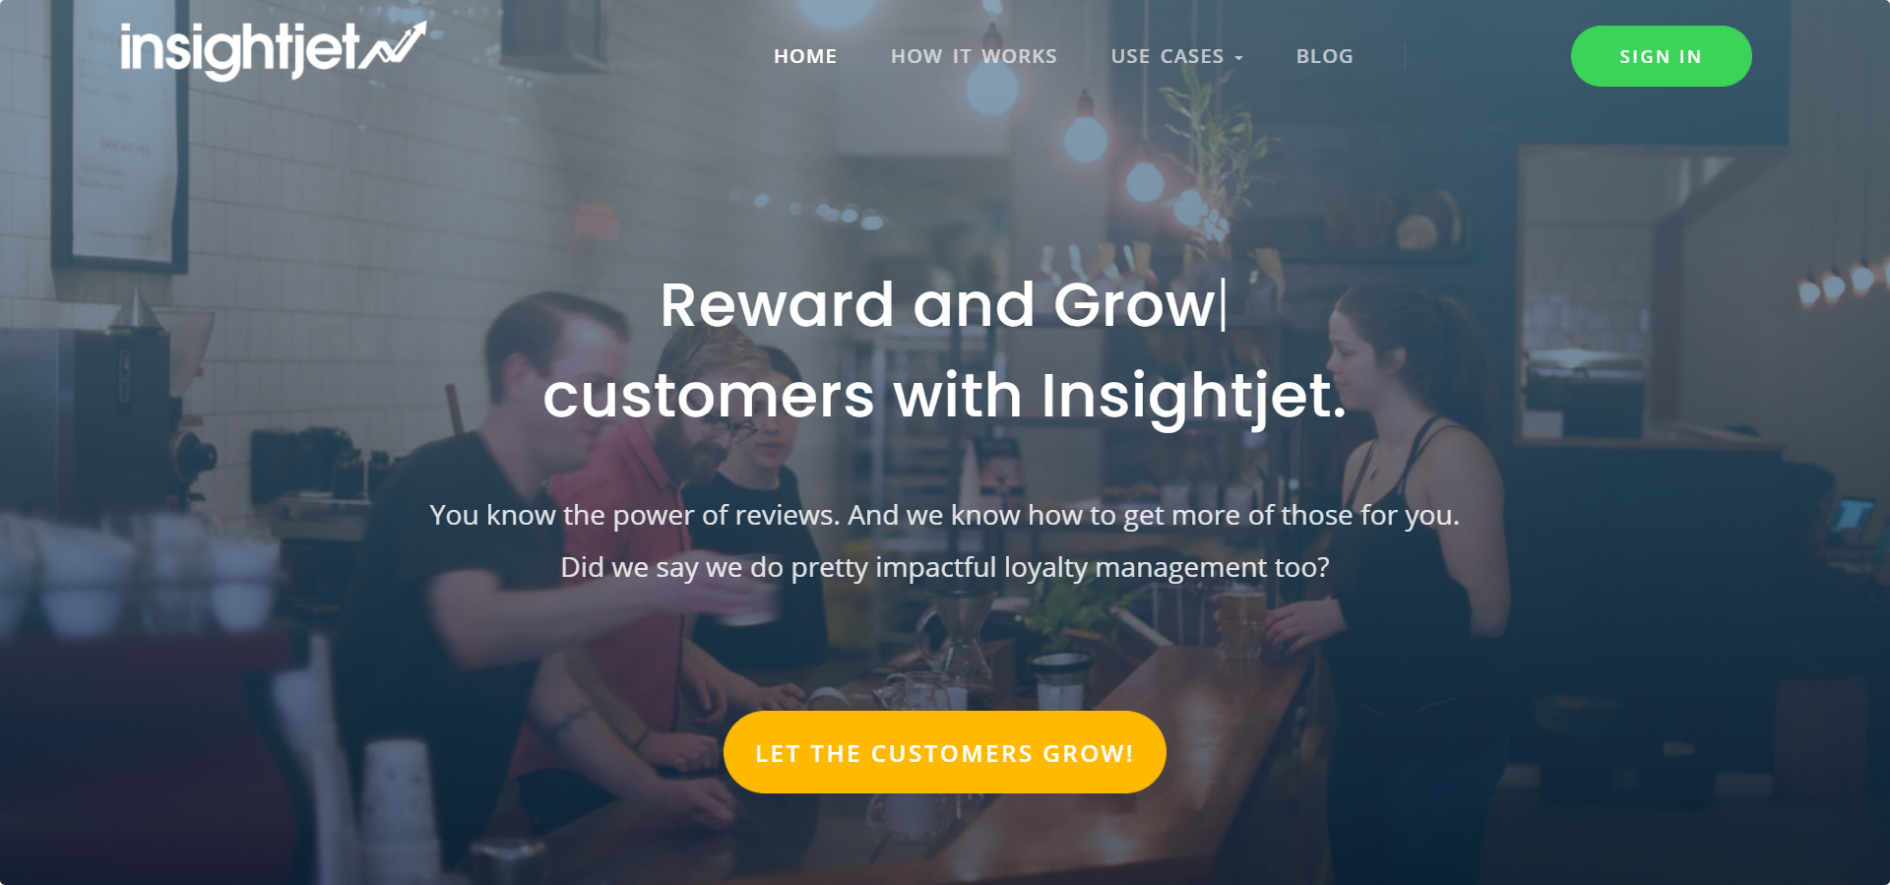 insightjet
HOME HOW IT WORKS USE CASES BLOG SIGN IN
SANDWICHES
Reward and Grow|
customers with Insightjet.
You know the power of reviews. And we know how to get more of those for you.
Did we say we do pretty impactful loyalty management too?
LET THE CUSTOMERS GROW!